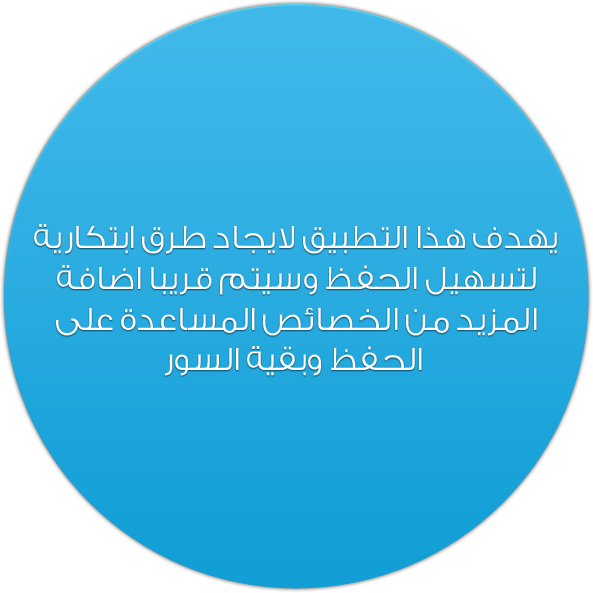 يهدف هذا التطبيق لايجاد طرق ابتكارية
لتسهيل الحفظ وسيتم قريبا اضافة
المزيد من الخصائص المساعدة على
الحفظ وبقية السور